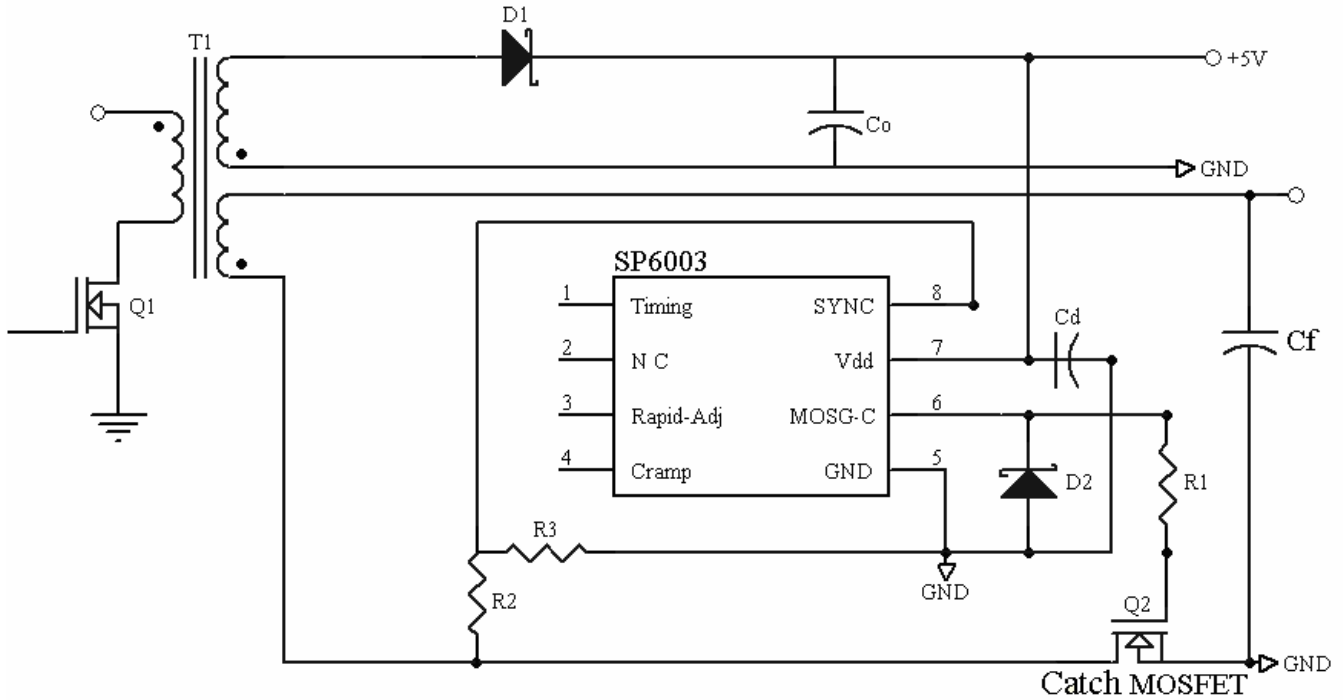 D1
T1
+5V
Co
GND
SP6003
Q1
1
Timing
SYNC
8
2
N C
Vdd
7
Cd
Cf
3
Rapid-Adj
MOSG-C
6
4
Cramp
GND
5
D2
R1
R3
GND
R2
Q2
GND
Catch MOSFET